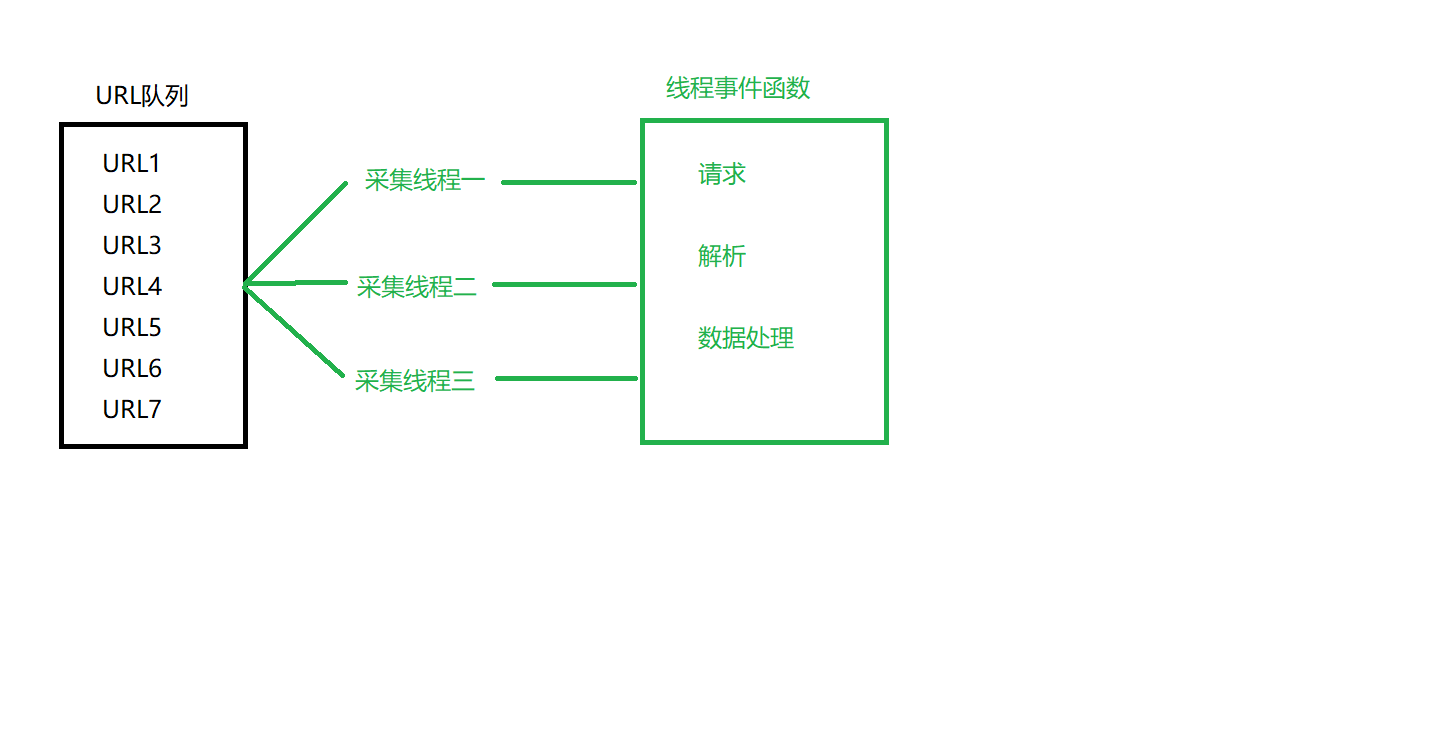 URL队列
URL1
URL2
URL3
URL4
URL5
URL6
URL7
采集线程一
采集线程二
采集线程三
线程事件函数
请求
解析
数据处理